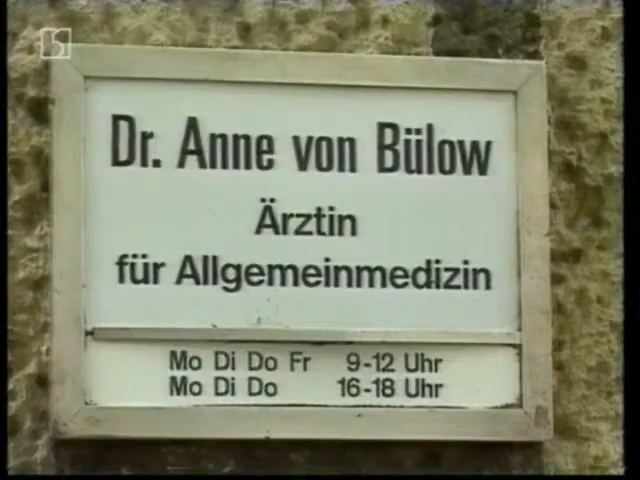 Dr. Anne von Bülow
Ärztin
für Allgemeinmedizin
Mo Di Do Fr 9-12 Uhr
Mo Di Do 16-18 Uhr